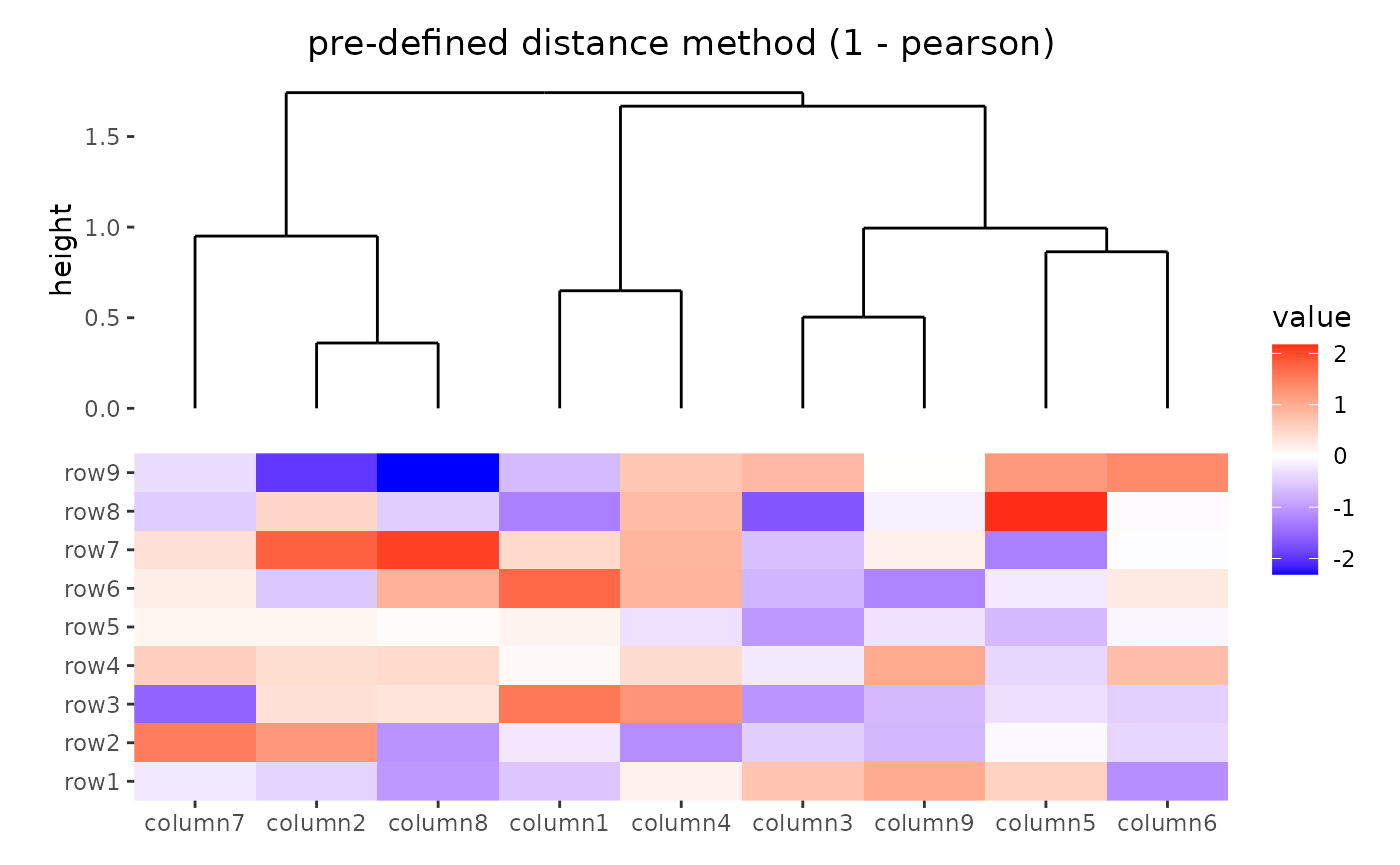 pre-defined distance method (1 - pearson)
height
1.5
1.0
0.5
0.0
row9
row8
row7
row6
row5
row4
row3
row2
row1
column7 column2 column8 column1 column4 column3 column9 column5 column6
value
2
1
0
-1
-2